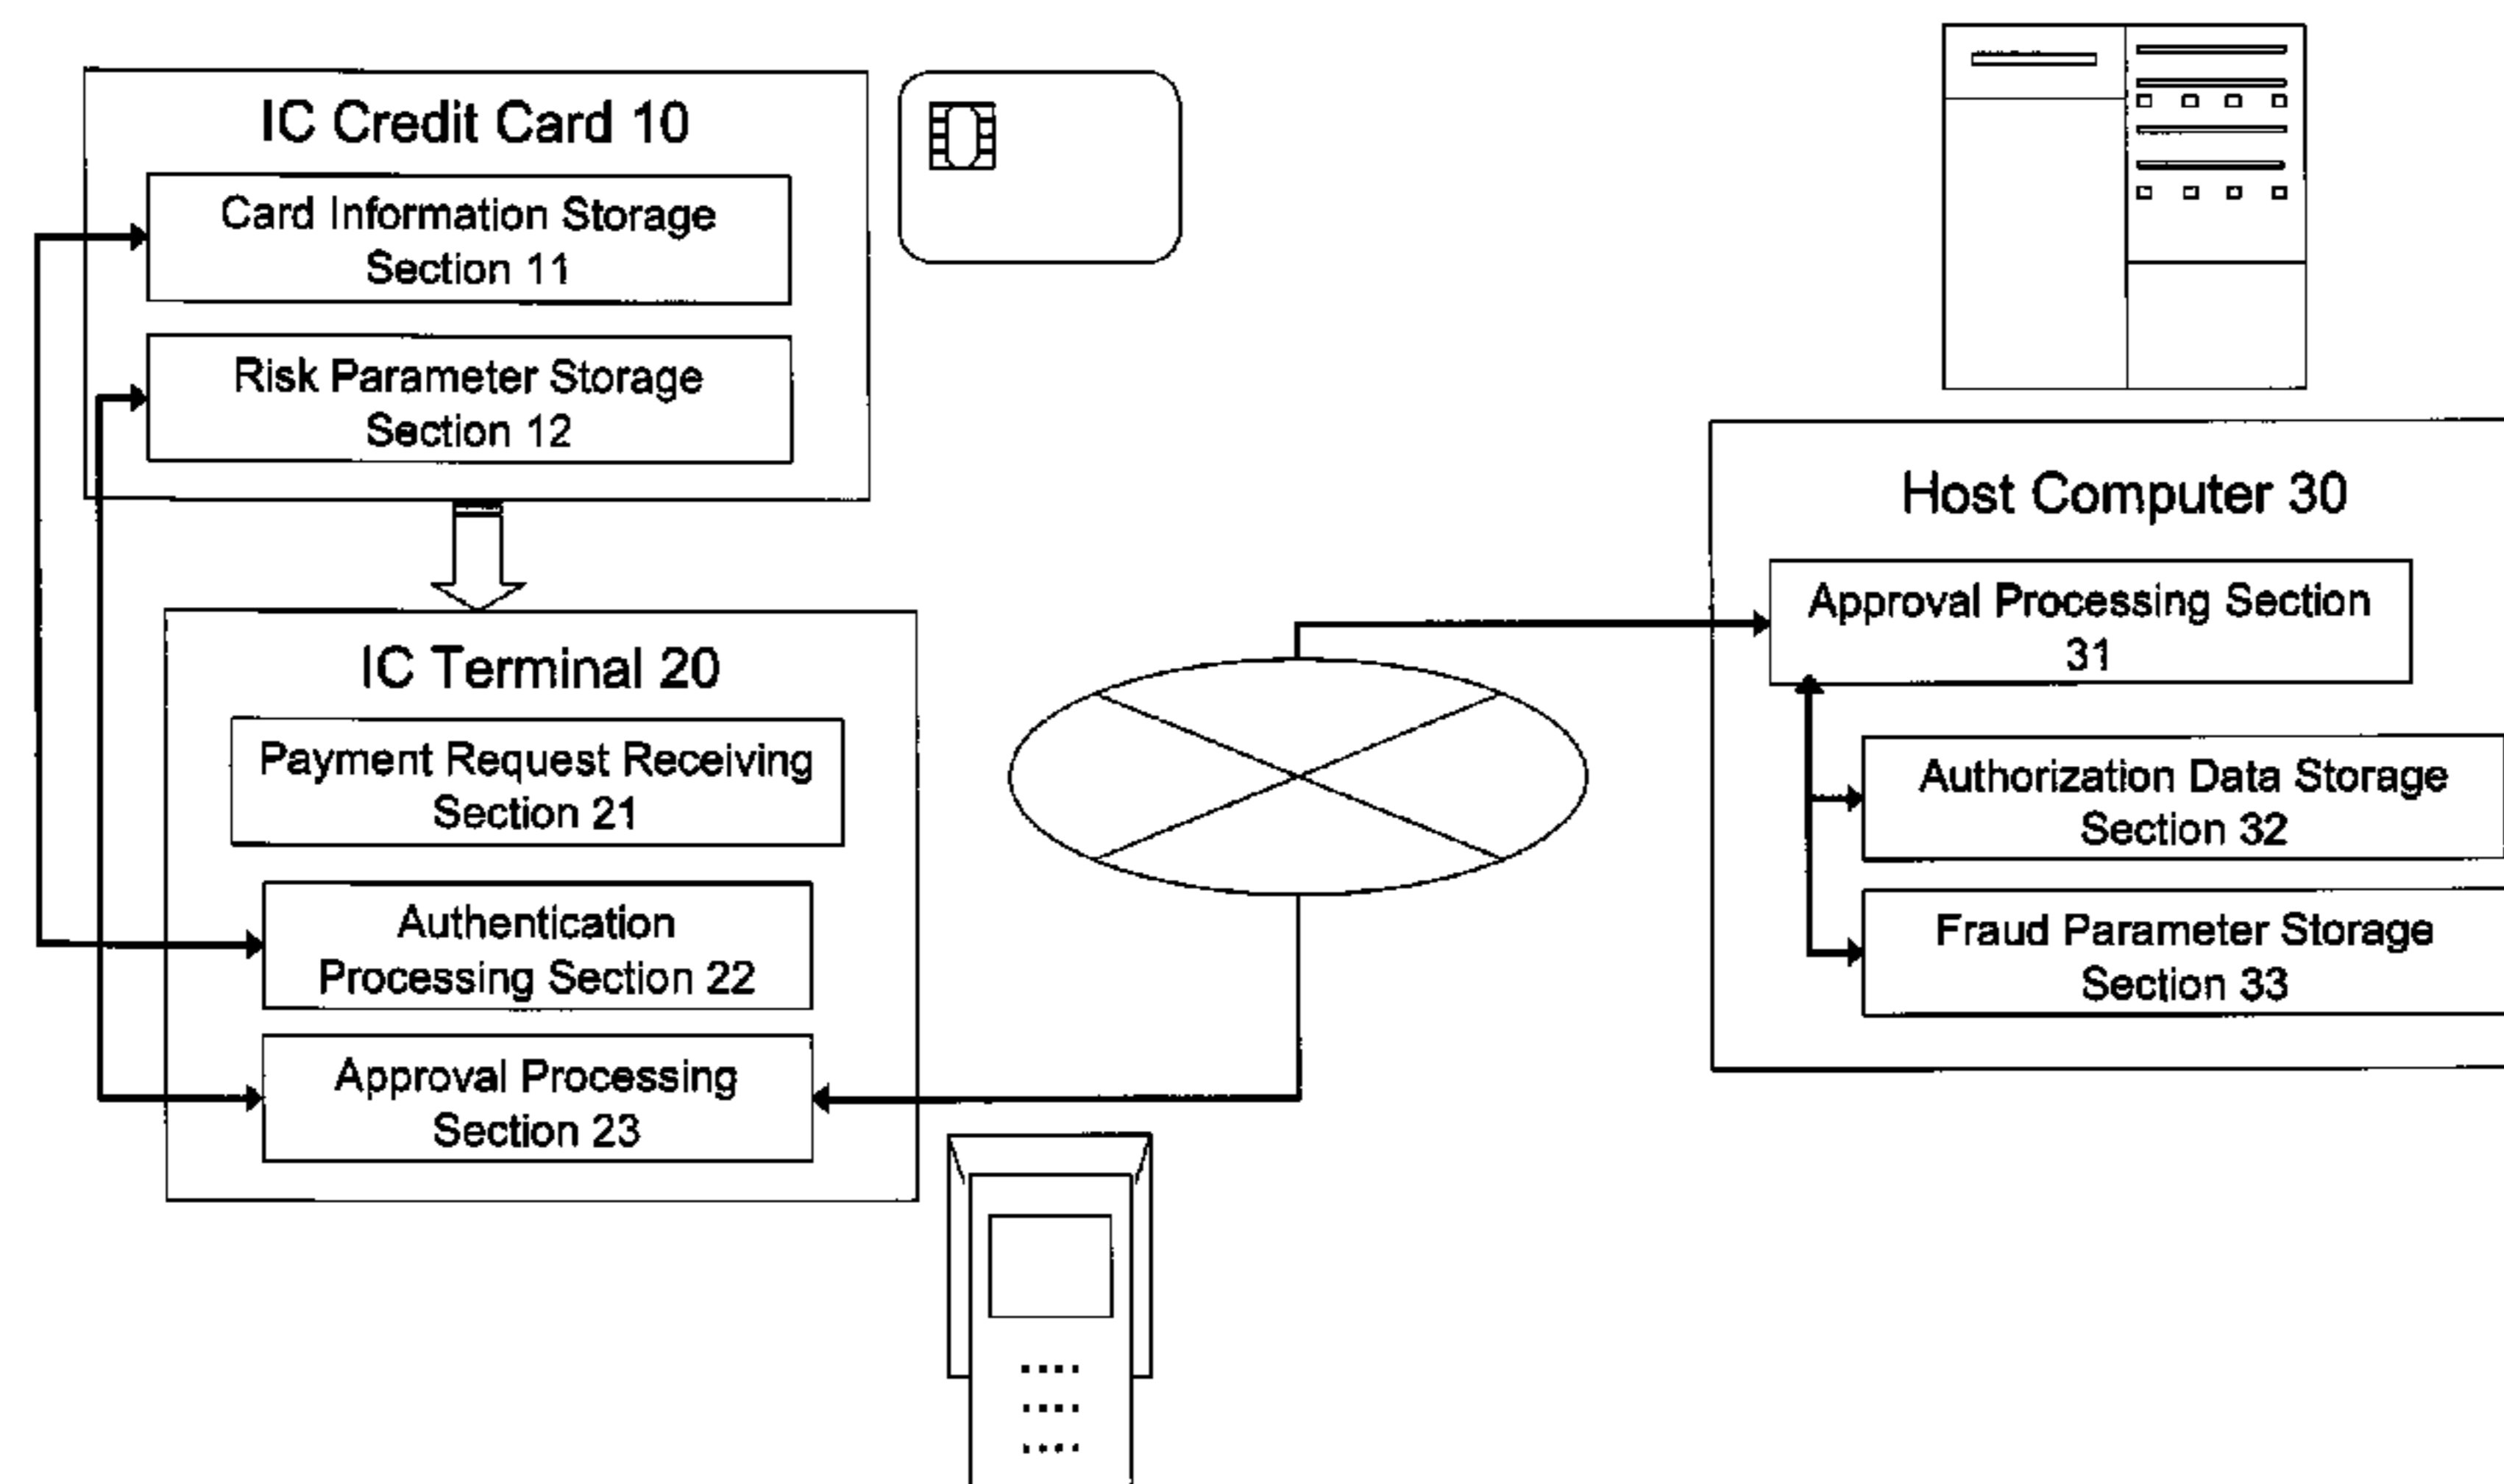 IC Credit Card 10
Card Information Storage
Section 11
Risk Parameter Storage
Section 12
IC Terminal 20
Payment Request Receiving
Section 21
Authentication
Processing Section 22
Approval Processing
Section 23
Host Computer 30
Approval Processing Section
31
Authorization Data Storage
Section 32
Fraud Parameter Storage
Section 33